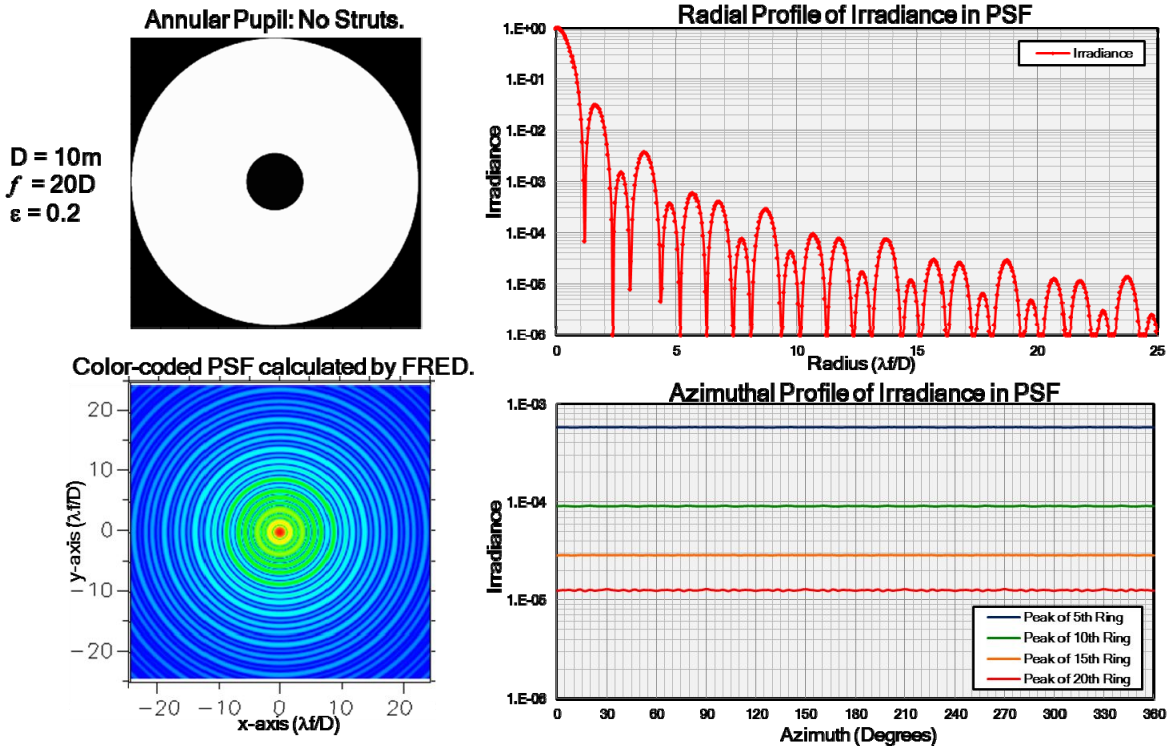 Annular Pupil: No Struts.
D = 10m
f = 20D
ε = 0.2
Radial Profile of Irradiance in PSF
Irradiance
1.E+00
1.E-01
1.E-02
1.E-03
1.E-04
1.E-05
1.E-06
Irradiance
0 5 10 15 20 25
Radius (λf/D)
Color-coded PSF calculated by FRED.
20
10
0
−10
−20
y-axis (λf/D)
−20 −10 0 10 20
x-axis (λf/D)
Azimuthal Profile of Irradiance in PSF
1.E-03
1.E-04
1.E-05
1.E-06
Irradiance
Peak of 5th Ring
Peak of 10th Ring
Peak of 15th Ring
Peak of 20th Ring
0 30 60 90 120 150 180 210 240 270 300 330 360
Azimuth (Degrees)